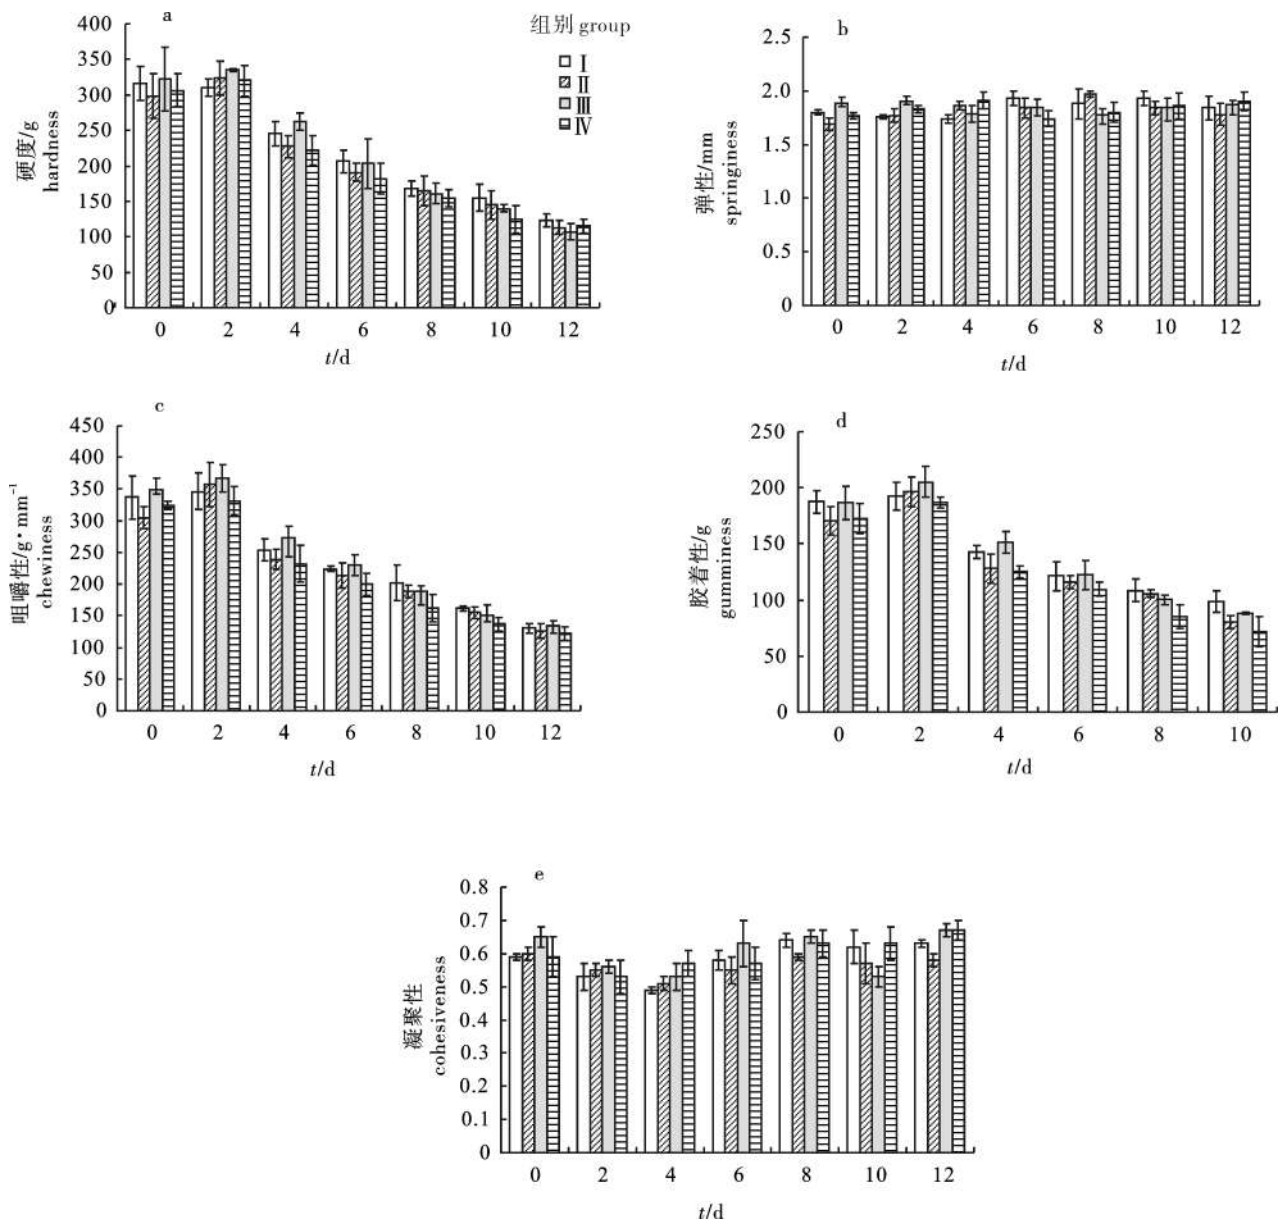 a
组别 group
Ⅰ
Ⅱ
Ⅲ
Ⅳ
硬度/g
hardness
400
350
300
250
200
150
100
50
0
0 2 4 6 8 10 12
t/d
b
弹性/mm
springiness
2.5
2.0
1.5
1.0
0.5
0
0 2 4 6 8 10 12
t/d
c
咀嚼性/g·mm⁻¹
chewiness
450
400
350
300
250
200
150
100
50
0
0 2 4 6 8 10 12
t/d
d
胶着性/g
gumminess
250
200
150
100
50
0
0 2 4 6 8 10
t/d
e
凝聚性
cohesiveness
0.8
0.7
0.6
0.5
0.4
0.3
0.2
0.1
0
0 2 4 6 8 10 12
t/d